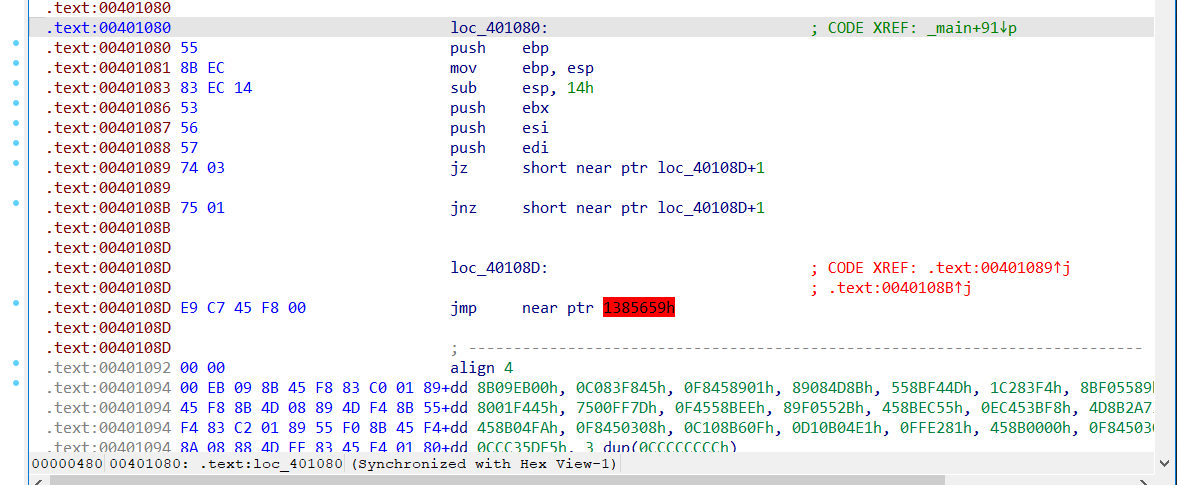 .text:00401080
.text:00401080 loc_401080: ; CODE XREF: _main+91↓p
.text:00401080 55 push ebp
.text:00401081 8B EC mov ebp, esp
.text:00401083 83 EC 14 sub esp, 14h
.text:00401086 53 push ebx
.text:00401087 56 push esi
.text:00401088 57 push edi
.text:00401089 74 03 jz short near ptr loc_40108D+1
.text:00401089
.text:0040108B 75 01 jnz short near ptr loc_40108D+1
.text:0040108B
.text:0040108D
.text:0040108D loc_40108D: ; CODE XREF: .text:00401089↑j
.text:0040108D ; .text:0040108B↑j
.text:0040108D E9 C7 45 F8 00 jmp near ptr 1385659h
.text:0040108D
.text:0040108D ; ---------------------------------------------------------------------------
.text:00401092 00 00 align 4
.text:00401094 00 EB 09 8B 45 F8 83 C0 01 89+dd 8B09EB00h, 0C083F845h, 0F8458901h, 89084D8Bh, 558BF44Dh, 1C283F4h, 8BF05589h
.text:00401094 45 F8 8B 4D 08 89 4D F4 8B 55+dd 8001F445h, 7500FF7Dh, 0F4558BEEh, 89F0552Bh, 458BEC55h, 0EC453BF8h, 4D8B2A7
.text:00401094 F4 83 C2 01 89 55 F0 8B 45 F4+dd 458B04FAh, 0F8450308h, 0C108B60Fh, 0D10B04E1h, 0FFE281h, 458B0000h, 0F84503
.text:00401094 8A 08 88 4D FF 83 45 F4 01 80+dd 0CCC35DE5h, 3 dup(0CCCCCCCCh)
00000480 00401080: .text:loc_401080 (Synchronized with Hex View-1)